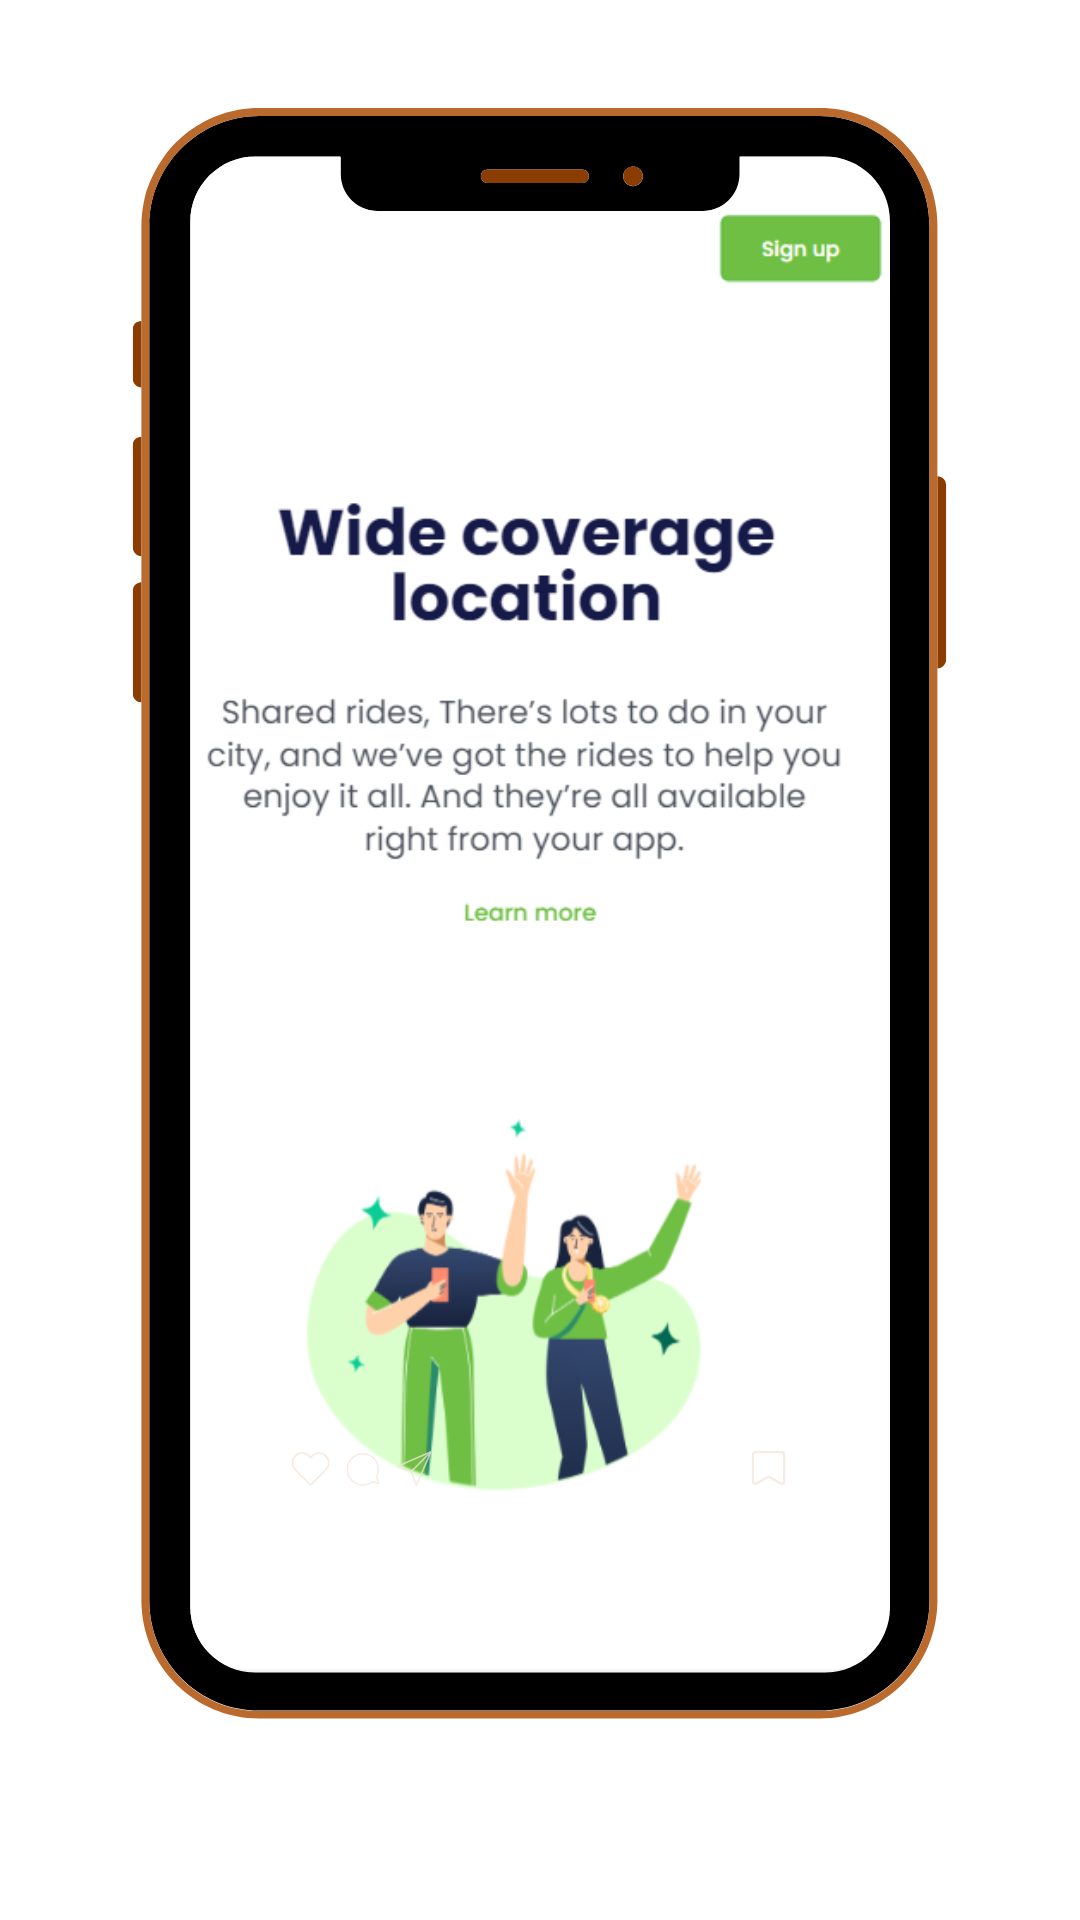 Sign up
Wide coverage
location
Shared rides, There’s lots to do in your
city, and we’ve got the rides to help you
enjoy it all. And they’re all available
right from your app.
Learn more